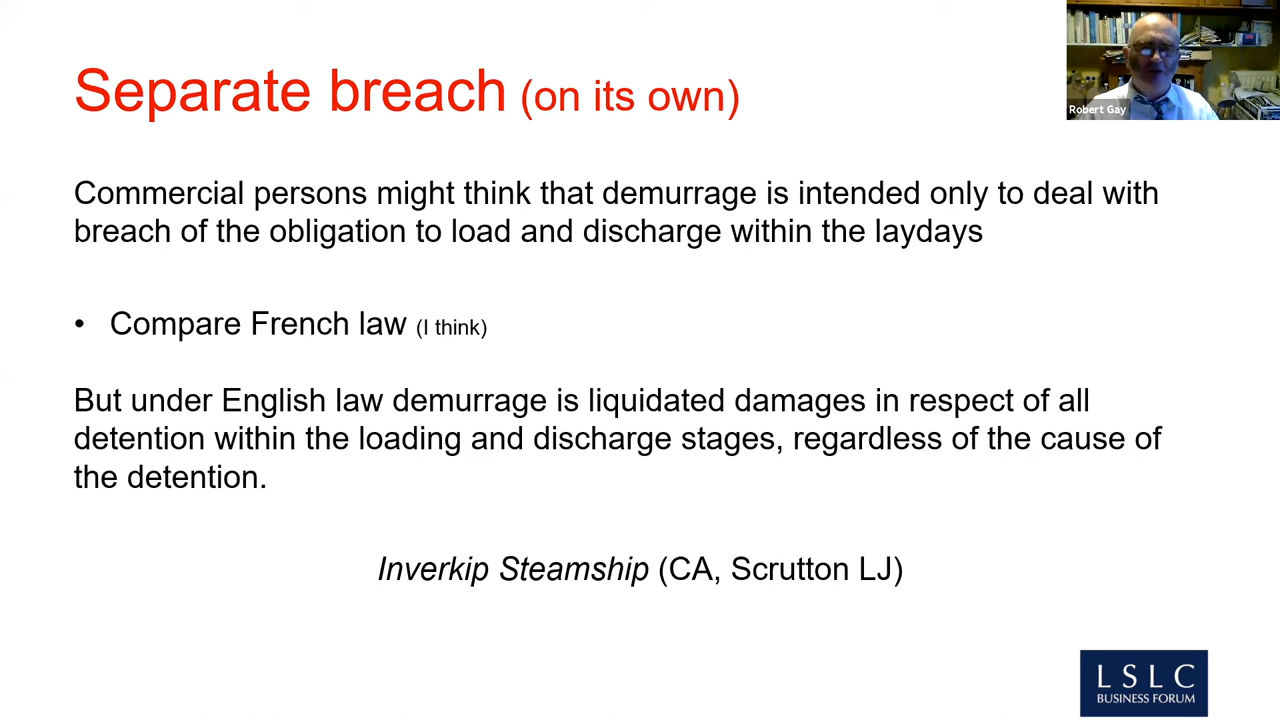 Separate breach (on its own)
Robert Gay
Commercial persons might think that demurrage is intended only to deal with
breach of the obligation to load and discharge within the laydays
• Compare French law (I think)
But under English law demurrage is liquidated damages in respect of all
detention within the loading and discharge stages, regardless of the cause of
the detention.
Inverkip Steamship (CA, Scrutton LJ)
LSLC
BUSINESS FORUM